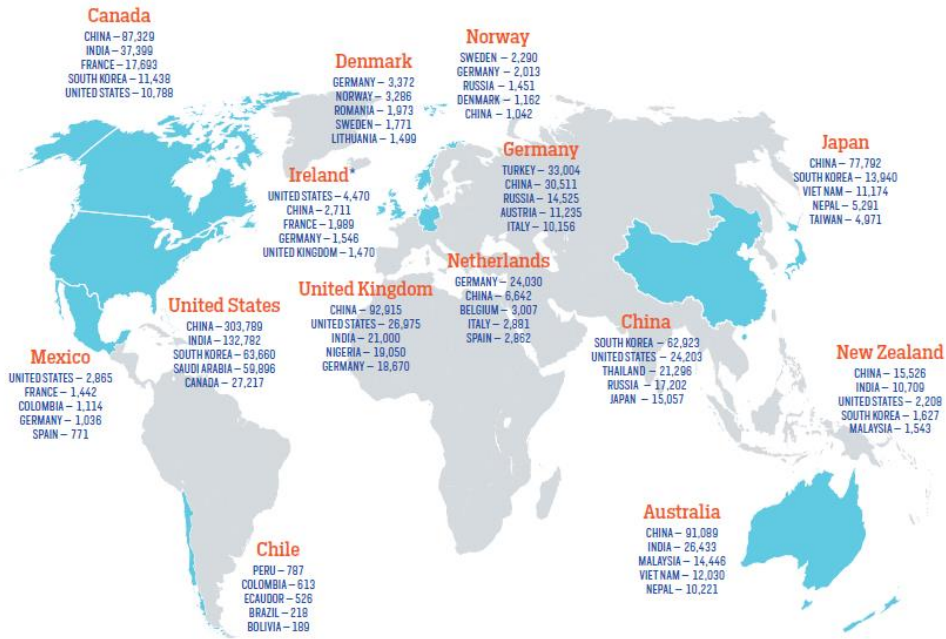 Canada
CHINA – 87,329
INDIA – 37,399
FRANCE – 17,693
SOUTH KOREA – 11,438
UNITED STATES – 10,788
Denmark
GERMANY – 3,372
NORWAY – 3,286
ROMANIA – 1,973
SWEDEN – 1,771
LITHUANIA – 1,499
Norway
SWEDEN – 2,290
GERMANY – 2,013
RUSSIA – 1,451
DENMARK – 1,162
CHINA – 1,042
Germany
TURKEY – 33,004
CHINA – 30,511
RUSSIA – 14,525
AUSTRIA – 11,235
ITALY – 10,156
Japan
CHINA – 77,792
SOUTH KOREA – 13,940
VIET NAM – 11,174
NEPAL – 5,291
TAIWAN – 4,971
Ireland*
UNITED STATES – 4,470
CHINA – 2,711
FRANCE – 1,989
GERMANY – 1,546
UNITED KINGDOM – 1,470
Netherlands
GERMANY – 24,030
CHINA – 6,642
BELGIUM – 3,007
ITALY – 2,881
SPAIN – 2,862
United Kingdom
CHINA – 92,915
UNITED STATES – 26,975
INDIA – 21,000
NIGERIA – 19,050
GERMANY – 18,670
United States
CHINA – 303,789
INDIA – 132,782
SOUTH KOREA – 63,660
SAUDI ARABIA – 59,896
CANADA – 27,217
China
SOUTH KOREA – 62,923
UNITED STATES – 24,203
THAILAND – 21,296
RUSSIA – 17,202
JAPAN – 15,057
Mexico
UNITED STATES – 2,865
FRANCE – 1,442
COLOMBIA – 1,114
GERMANY – 1,036
SPAIN – 771
New Zealand
CHINA – 15,526
INDIA – 10,709
UNITED STATES – 2,208
SOUTH KOREA – 1,627
MALAYSIA – 1,543
Australia
CHINA – 91,089
INDIA – 26,433
MALAYSIA – 14,446
VIET NAM – 12,030
NEPAL – 10,221
Chile
PERU – 787
COLOMBIA – 613
ECAUDOR – 526
BRAZIL – 218
BOLIVIA – 189